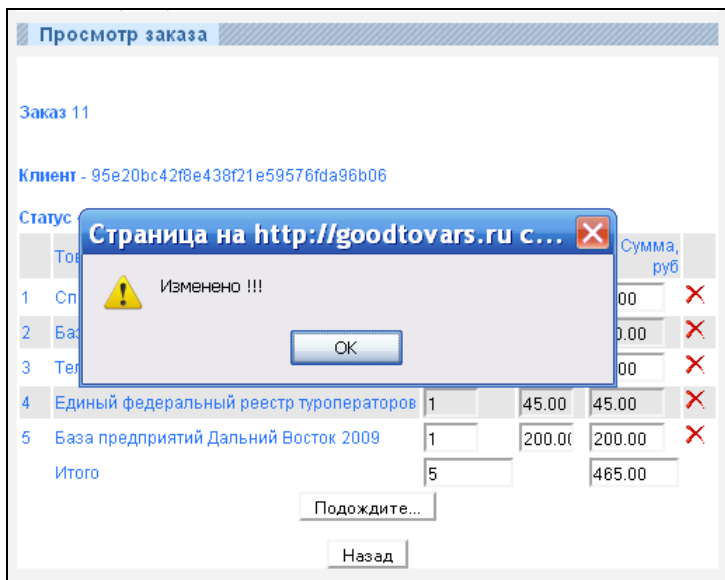 Просмотр заказа
Заказ 11
Клиент - 95e20bc42f8e438f21e59576fda96b06
Статус
Страница на http://goodtovars.ru с...
Изменено !!!
OK
Сумма, руб
1
2
3
4 Единый федеральный реестр туроператоров 1 45.00 45.00
5 База предприятий Дальний Восток 2009 1 200.0 200.00
Итого 5 465.00
Подождите...
Назад